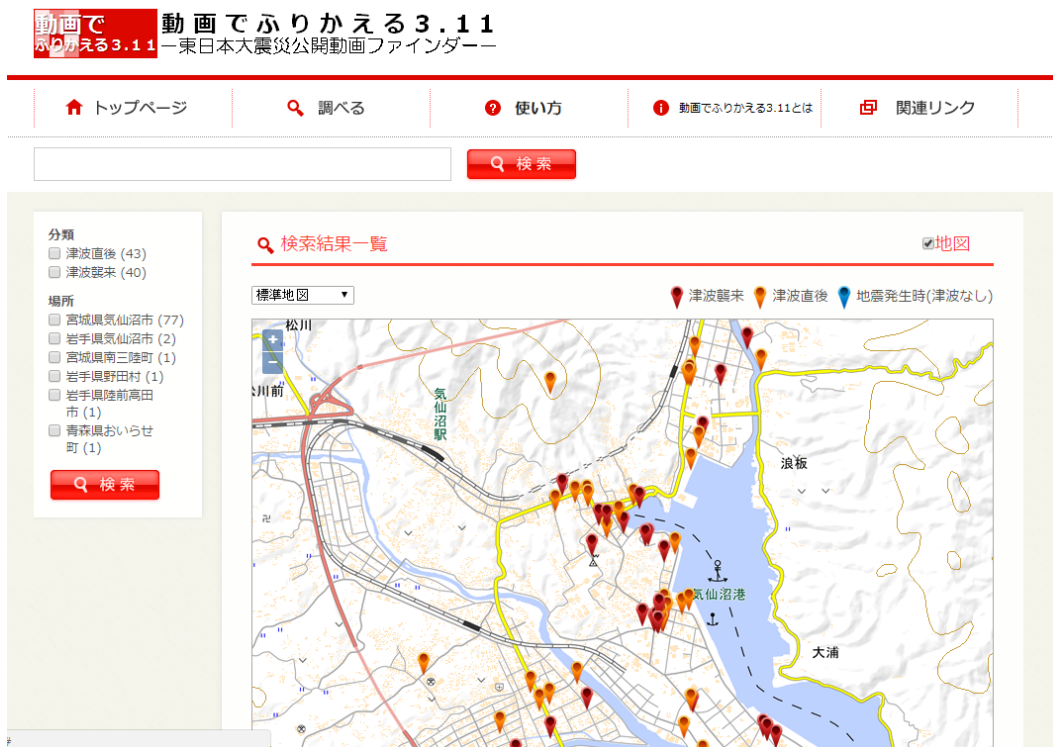 動画で
ふりかえる3.11
動画でふりかえる3.11
―東日本大震災公開動画ファインダー―
トップページ
調べる
使い方
動画でふりかえる3.11とは
関連リンク
検索
分類
津波直後 (43)
津波襲来 (40)
場所
宮城県気仙沼市 (77)
岩手県気仙沼市 (2)
宮城県南三陸町 (1)
岩手県野田村 (1)
岩手県陸前高田
市 (1)
青森県おいらせ
町 (1)
検索
検索結果一覧
地図
標準地図
津波襲来
津波直後
地震発生時(津波なし)
+
-
松川
川前
気仙沼駅
浪板
気仙沼港
大浦